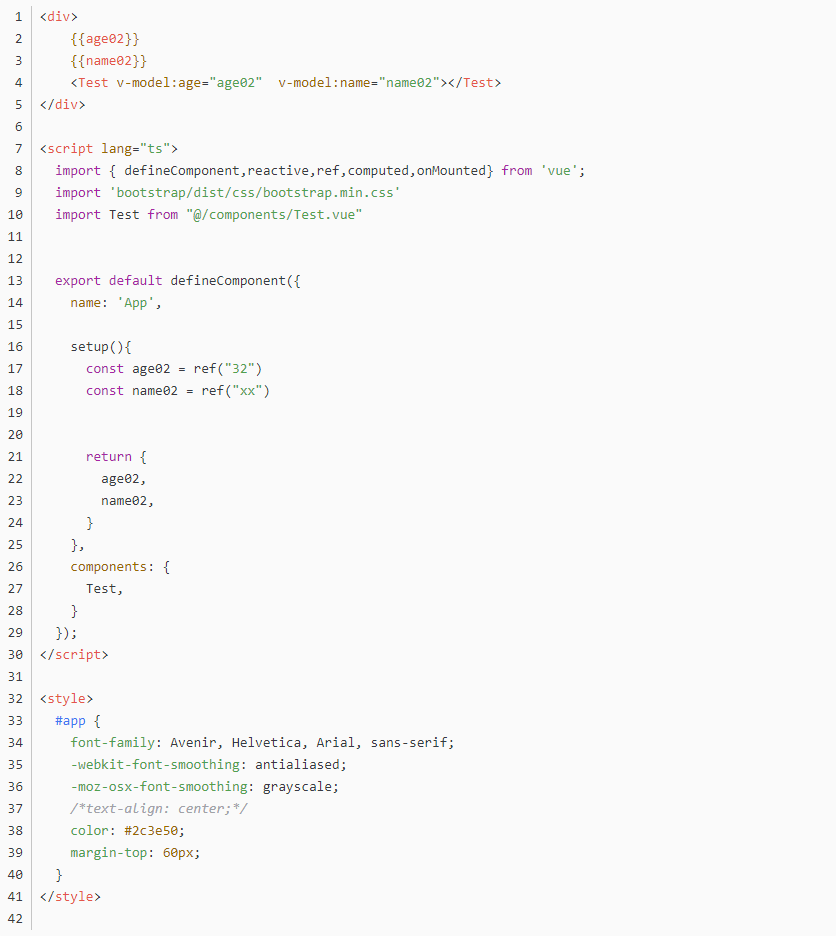 1 <div>
2     {{age02}}
3     {{name02}}
4     <Test v-model:age="age02"  v-model:name="name02"></Test>
5 </div>
6
7 <script lang="ts">
8   import { defineComponent,reactive,ref,computed,onMounted} from 'vue';
9   import 'bootstrap/dist/css/bootstrap.min.css'
10   import Test from "@/components/Test.vue"
11
12
13   export default defineComponent({
14     name: 'App',
15
16     setup(){
17       const age02 = ref("32")
18       const name02 = ref("xx")
19
20
21       return {
22         age02,
23         name02,
24       }
25     },
26     components: {
27       Test,
28     }
29   });
30 </script>
31
32 <style>
33   #app {
34     font-family: Avenir, Helvetica, Arial, sans-serif;
35     -webkit-font-smoothing: antialiased;
36     -moz-osx-font-smoothing: grayscale;
37     /*text-align: center;*/
38     color: #2c3e50;
39     margin-top: 60px;
40   }
41 </style>
42